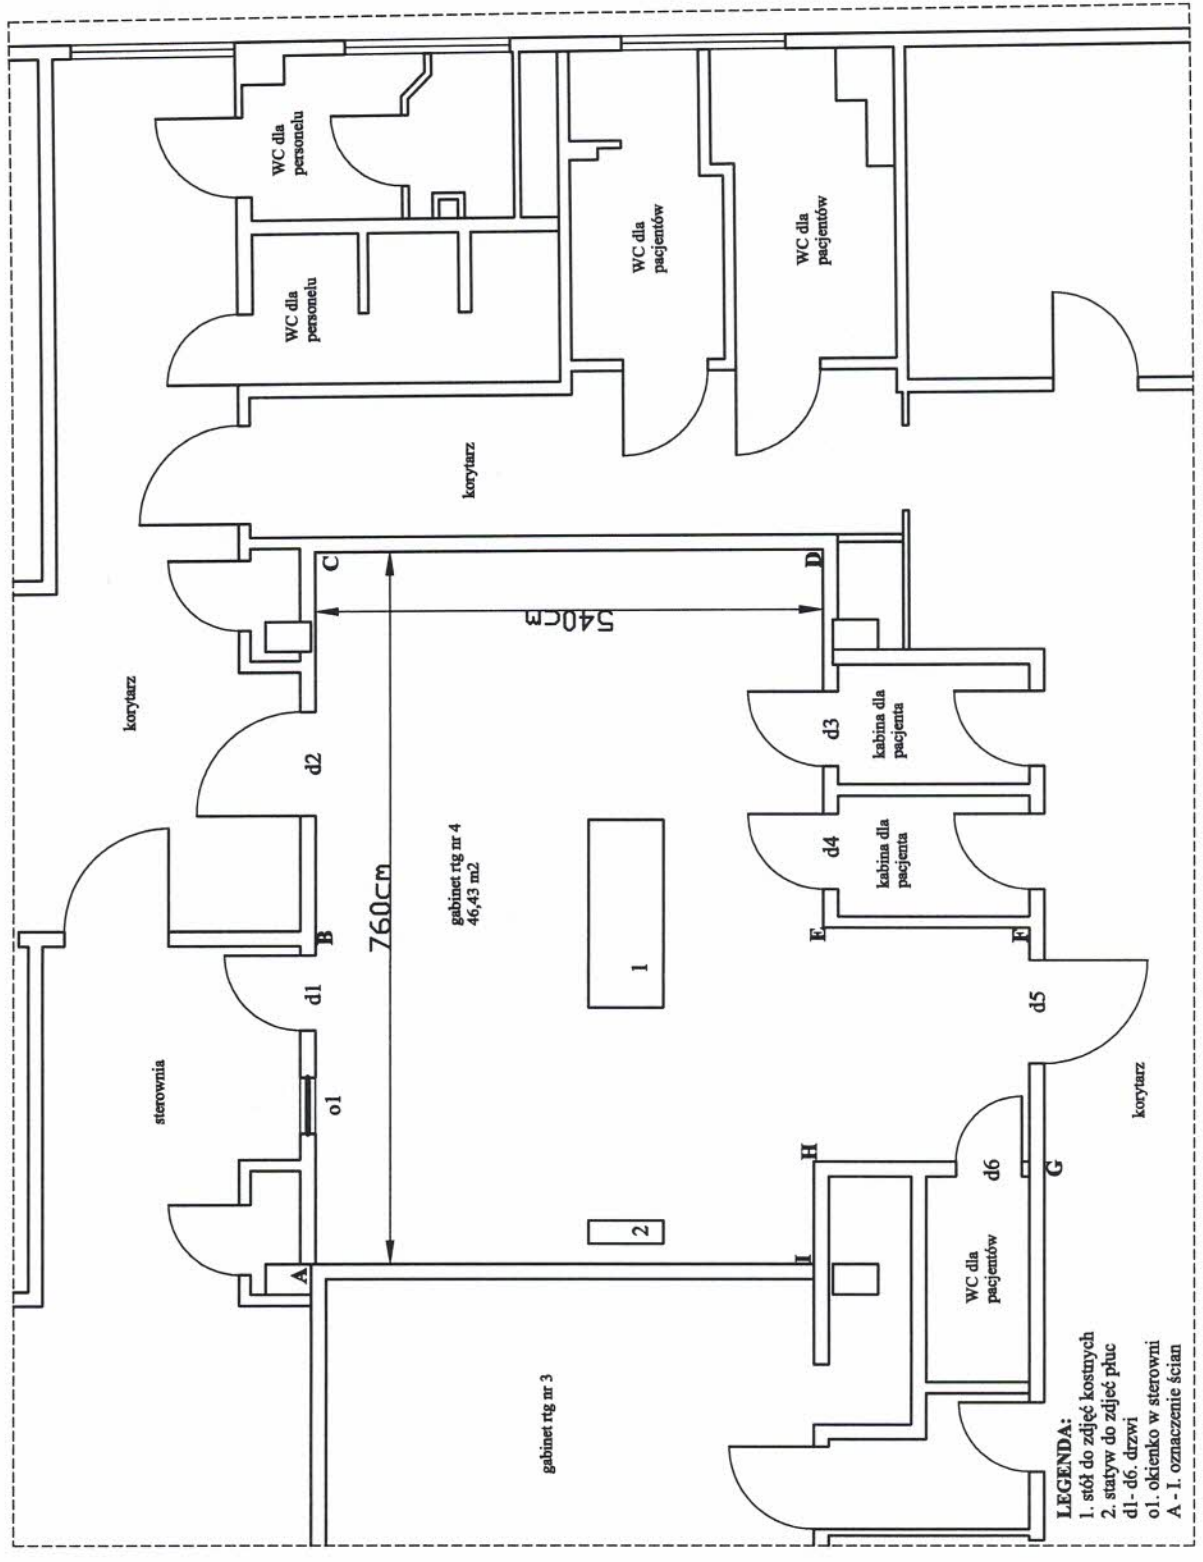 WC dla
personelu
WC dla
personelu
WC dla
pacjentów
WC dla
pacjentów
korytarz
korytarz
C
D
540cm
d2
d3
kabina dla
pacjenta
d4
kabina dla
pacjenta
760cm
gabinet rtg nr 4
46,43 m2
B
F
E
d1
1
d5
sterownia
o1
korytarz
H
d6
G
2
A
I
WC dla
pacjentów
gabinet rtg nr 3
LEGENDA:
1. stół do zdjęć kostnych
2. statyw do zdjeć płuc
d1- d6. drzwi
o1. okienko w sterowni
A - I. oznaczenie ścian